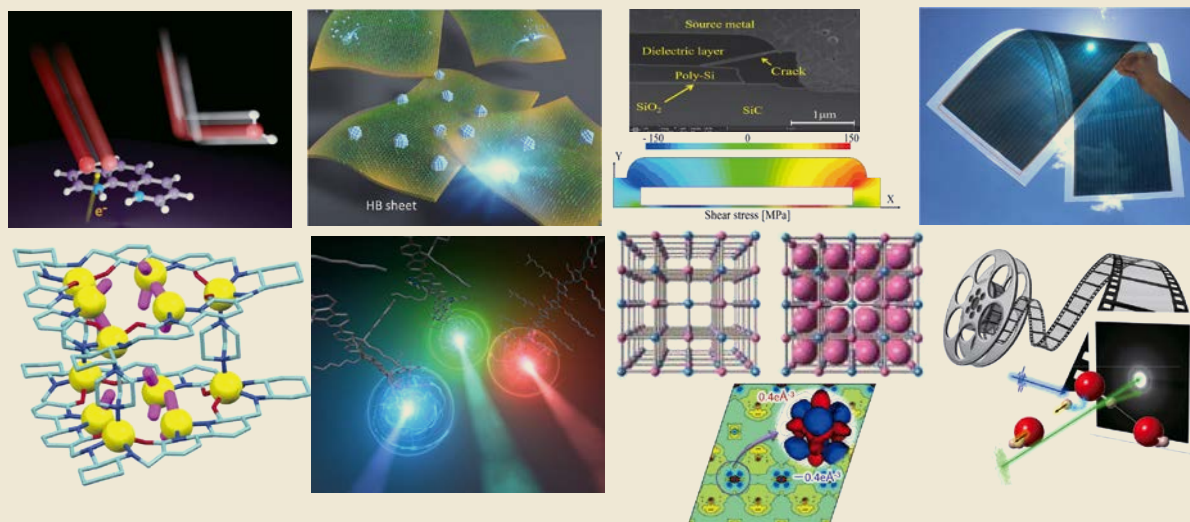 e⁻
HB sheet
Source metal
Dielectric layer
Crack
Poly-Si
SiO₂
SiC
1μm
-150
0
150
Y
X
Shear stress [MPa]
0.4eÅ⁻³
−0.4eÅ⁻³